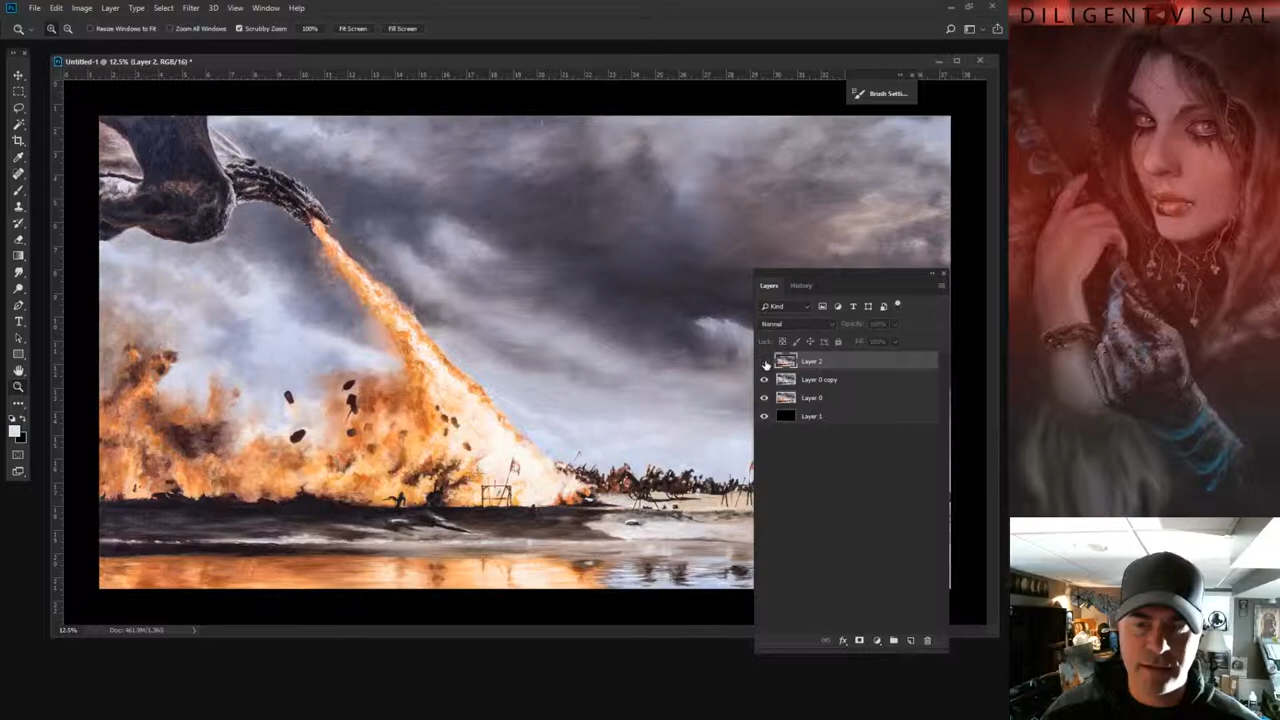 File Edit Image Layer Type Select Filter 3D View Window Help
DILIGENT VISUAL
Resize Windows to Fit Zoom All Windows Scrubby Zoom 100% Fit Screen Fill Screen
Untitled-1 @ 12.5% (Layer 2, RGB/16) *
Brush Setti...
Layers History
Kind
Normal Opacity: 100%
Lock: Fill: 100%
Layer 2
Layer 0 copy
Layer 0
Layer 1
12.5% Doc: 461.9M/1.36G